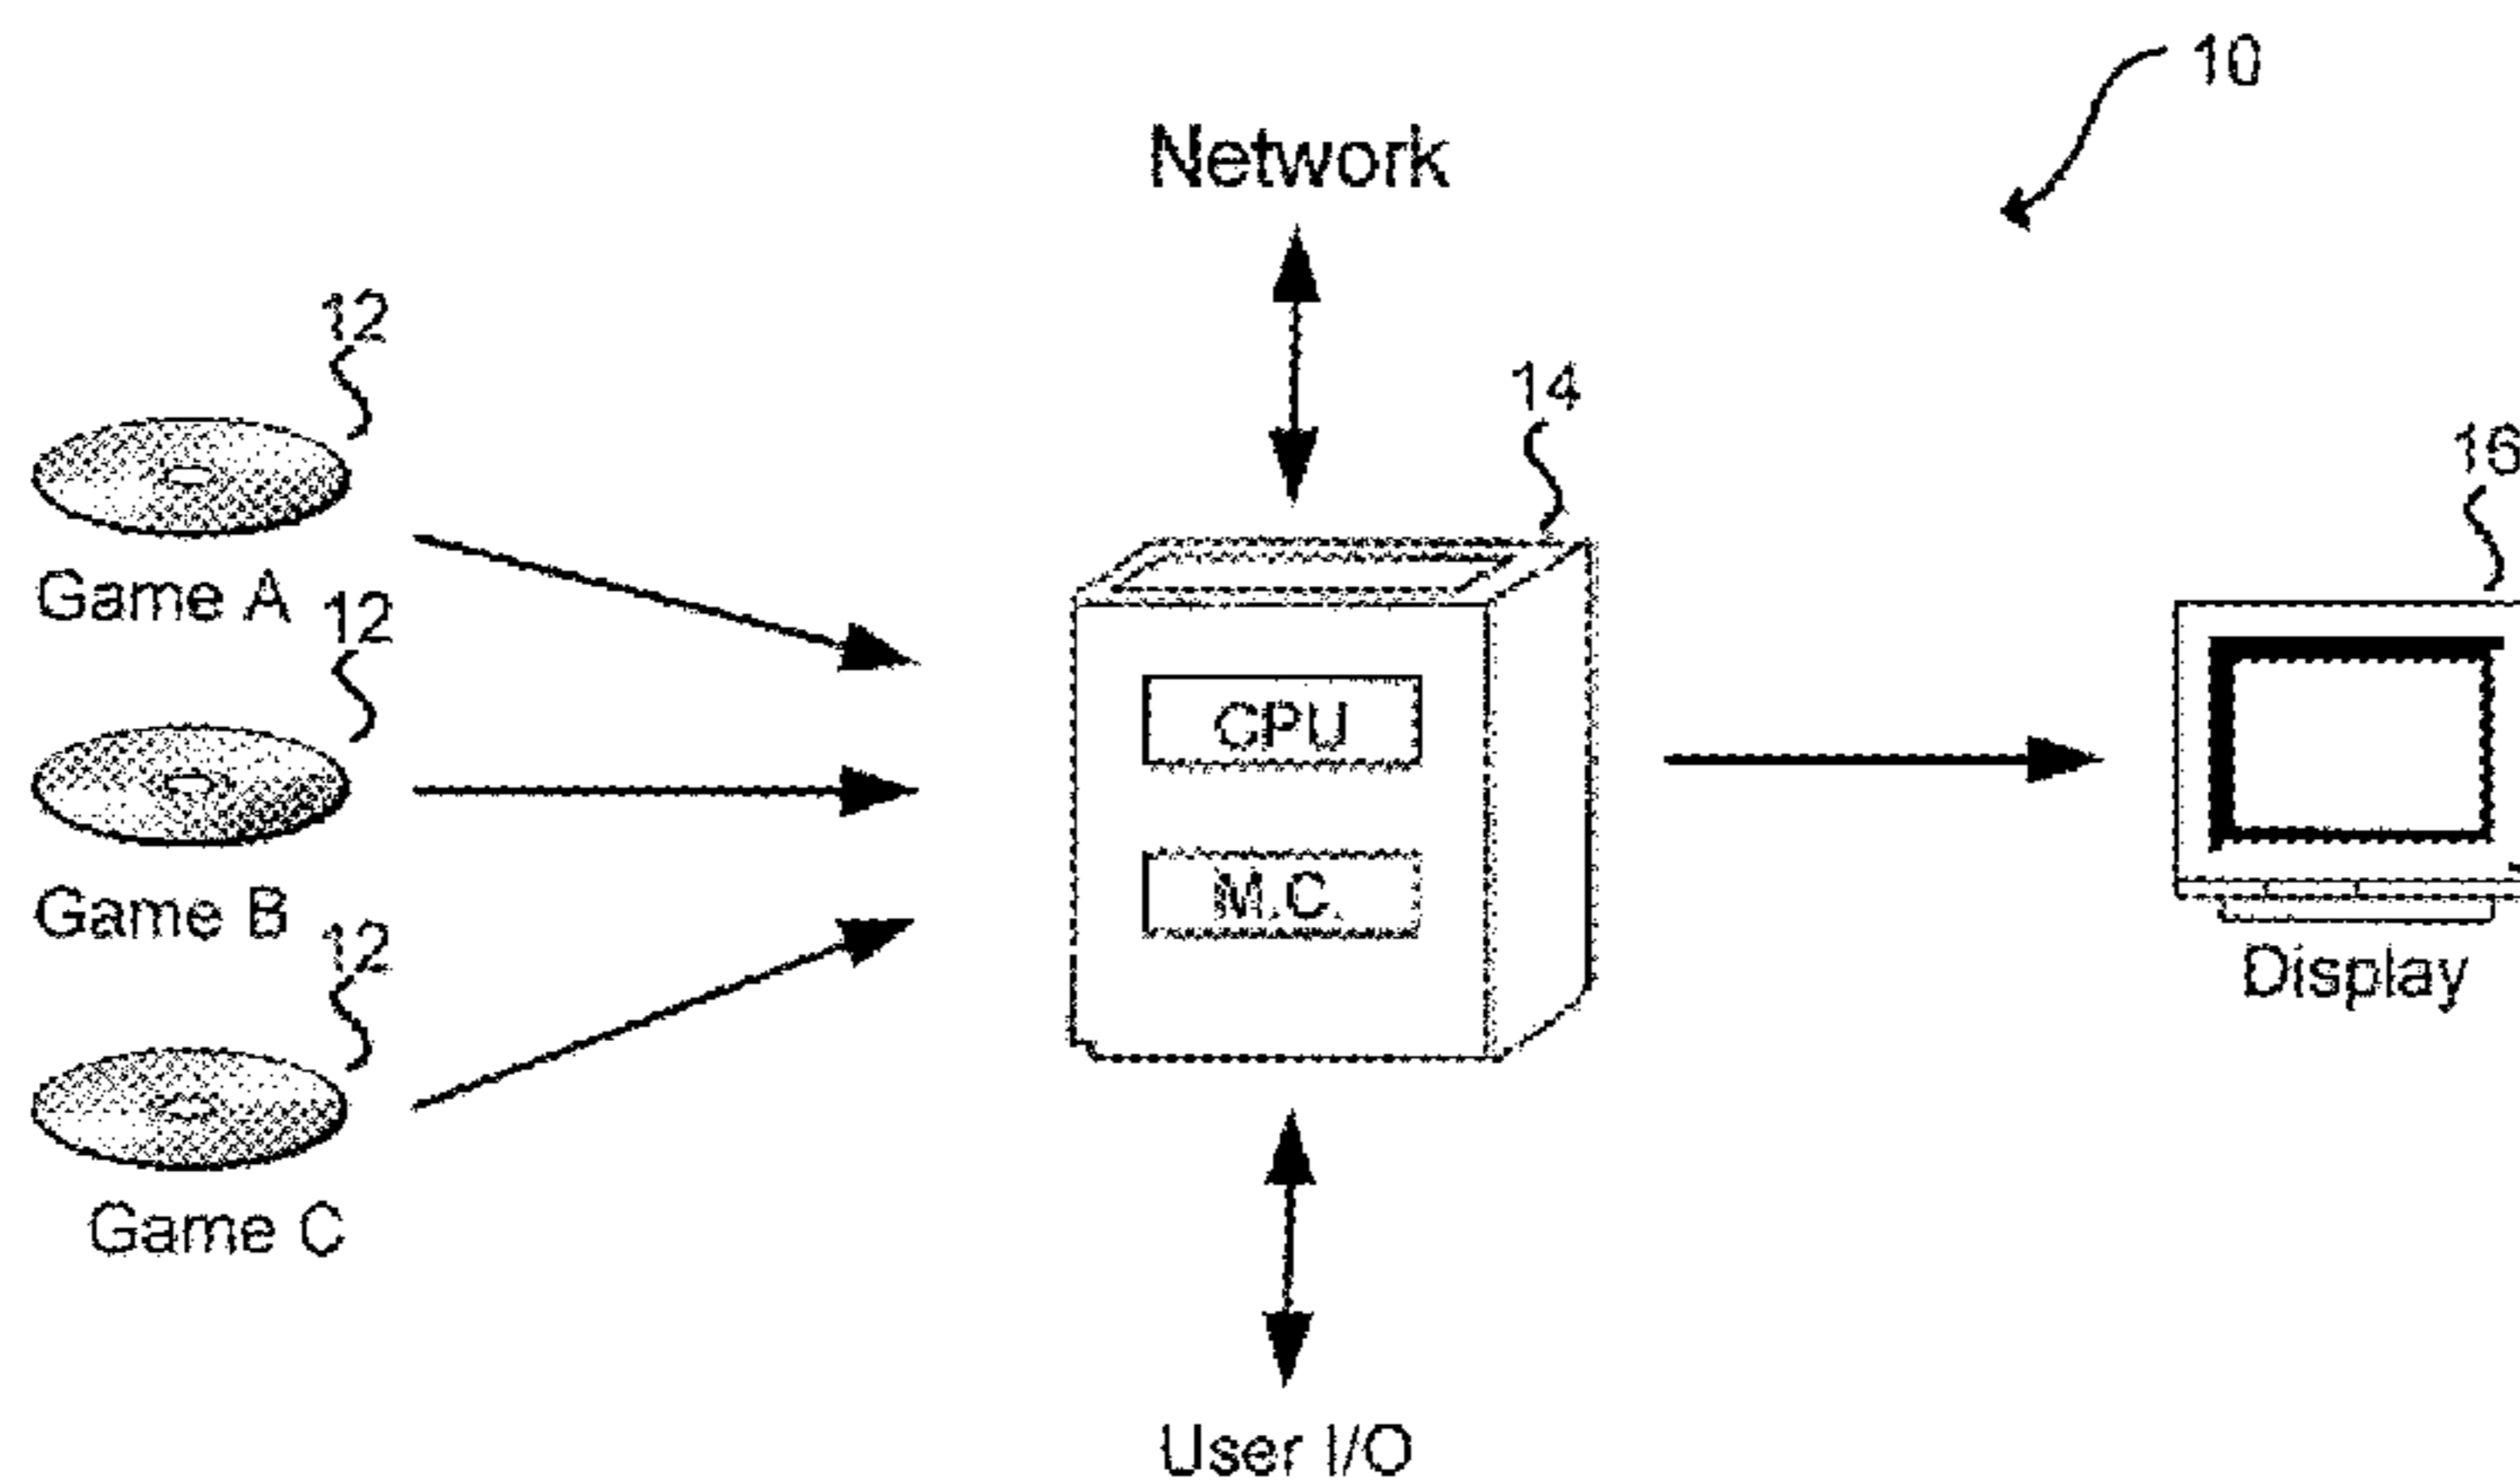 10
Network
12
14
16
Game A
12
CPU
Game B
M.C.
12
Display
Game C
User I/O